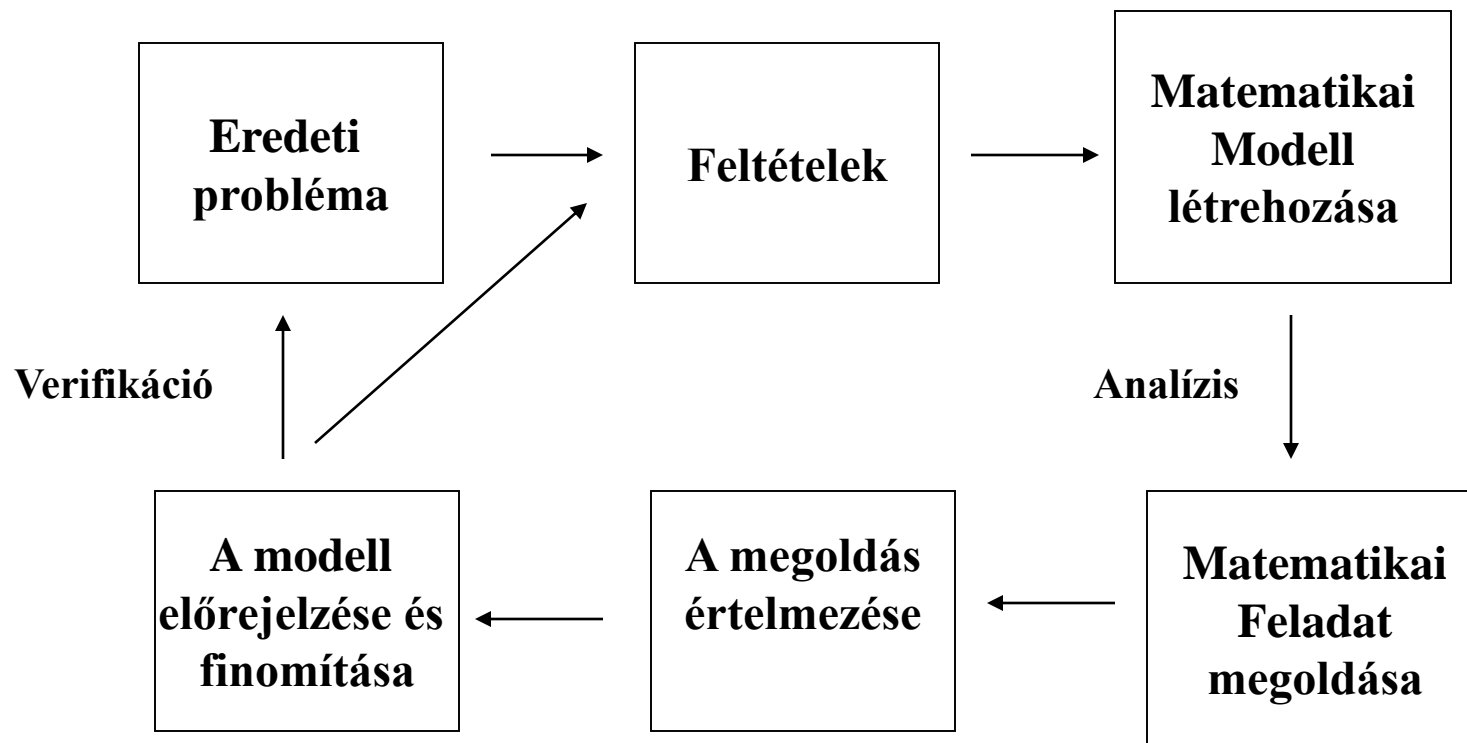 Eredeti
probléma
Feltételek
Matematikai
Modell
létrehozása
Verifikáció
Analízis
A modell
előrejelzése és
finomítása
A megoldás
értelmezése
Matematikai
Feladat
megoldása